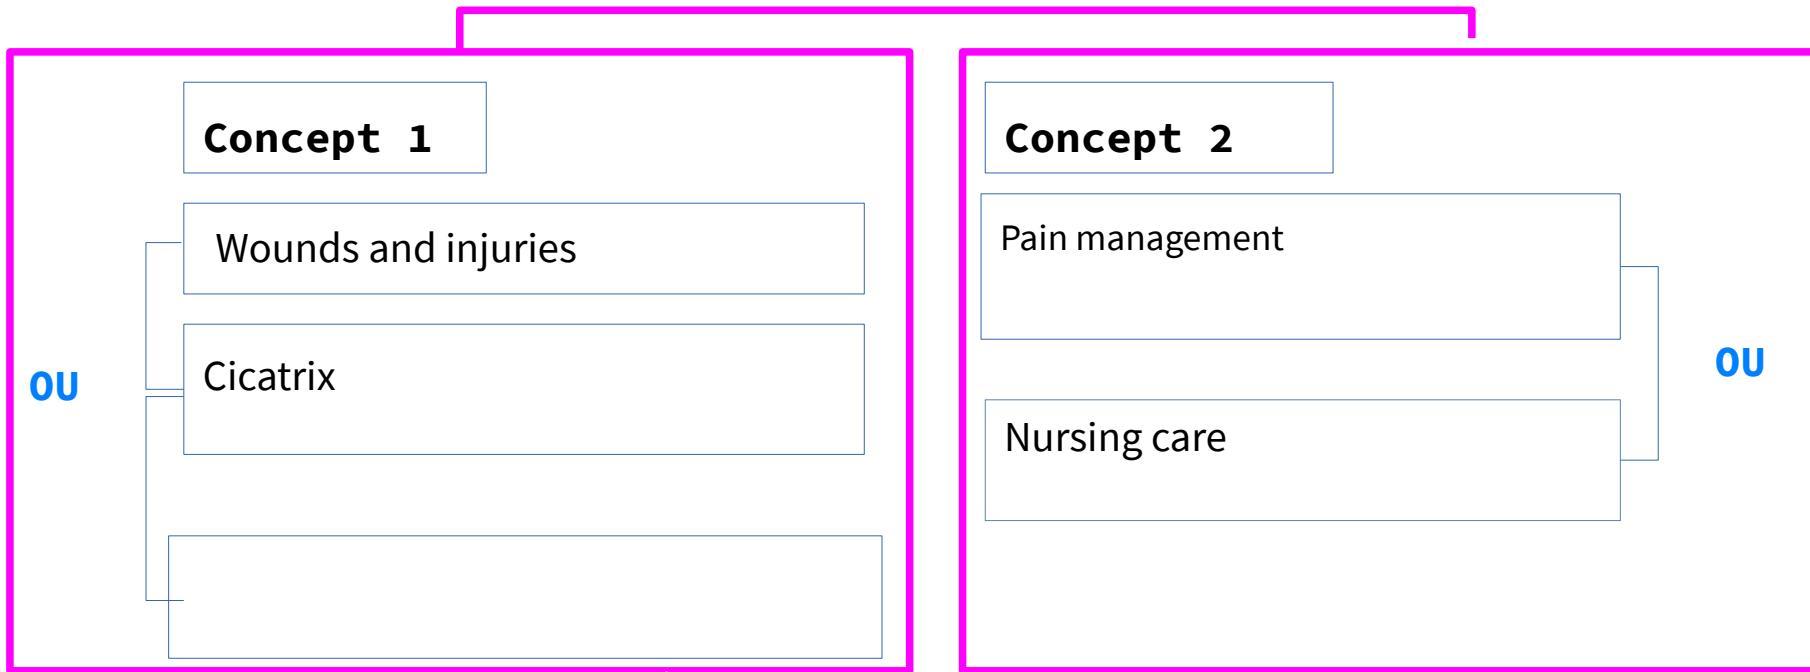 Concept 1
Wounds and injuries
Cicatrix
OU
Concept 2
Pain management
Nursing care
OU